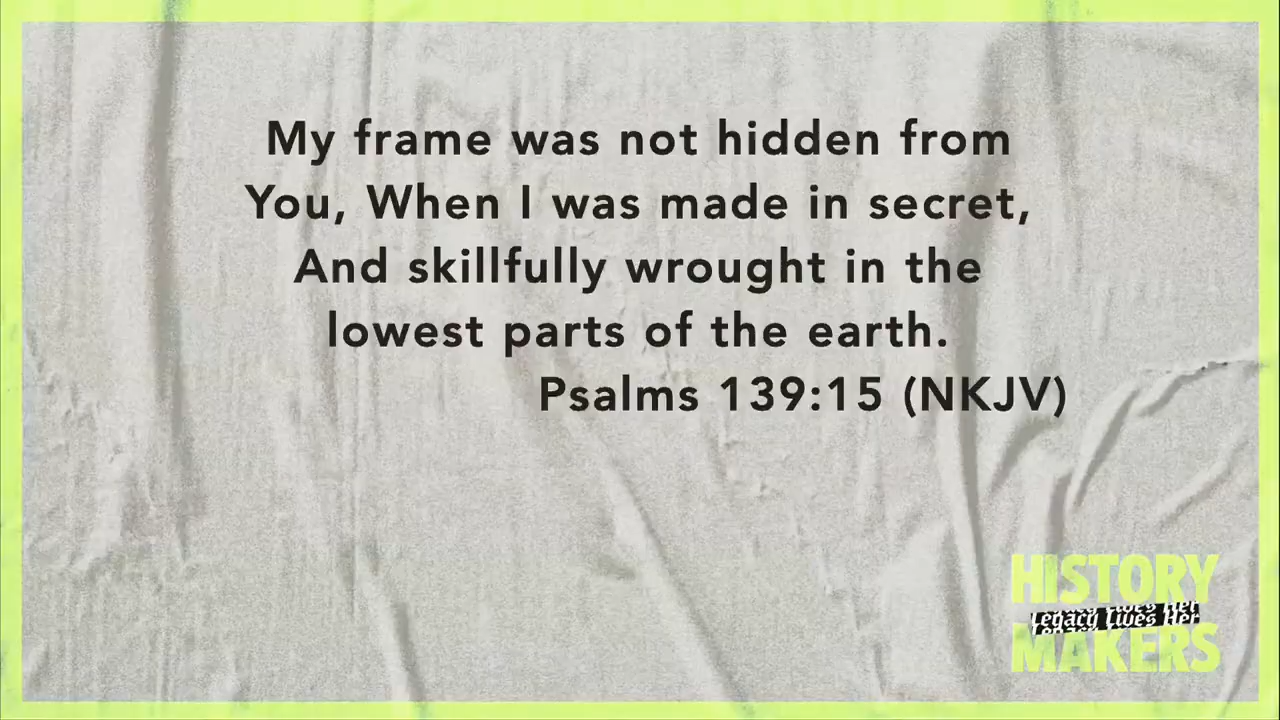 My frame was not hidden from
You, When I was made in secret,
And skillfully wrought in the
lowest parts of the earth.
Psalms 139:15 (NKJV)
HISTORY
Legacy Lives Her
MAKERS